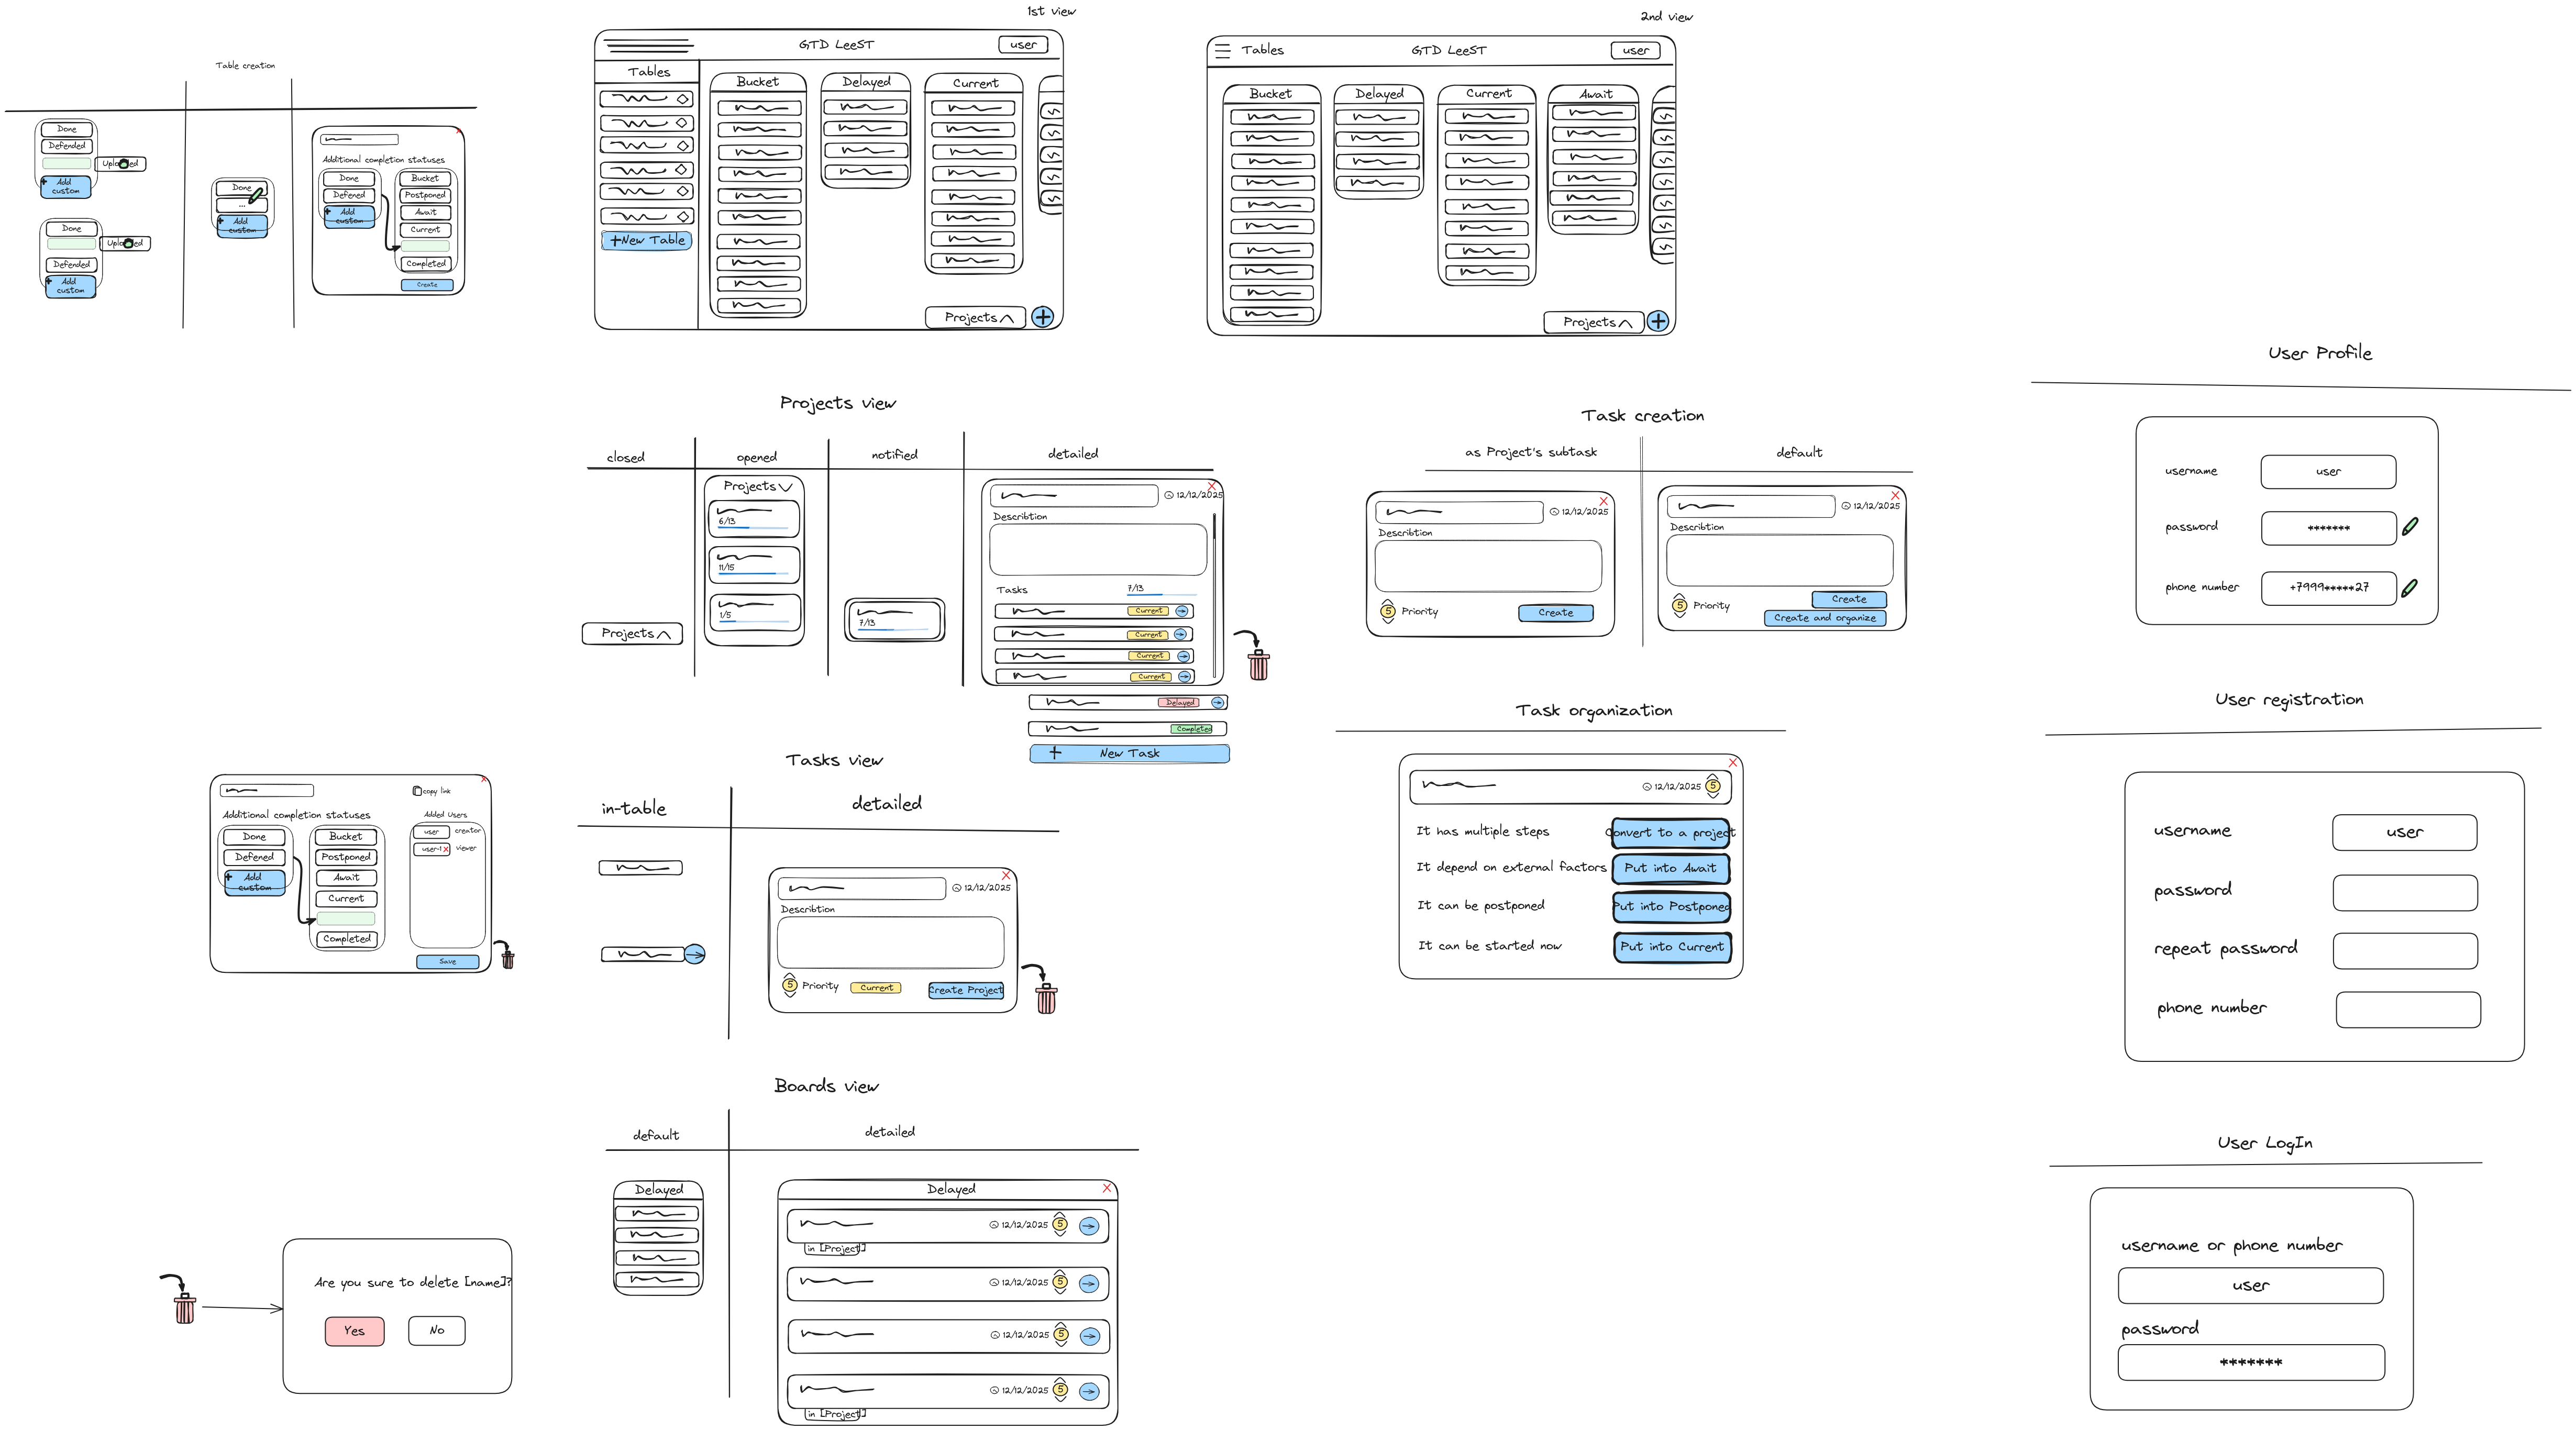 1st view
2nd view
Table creation
Done
Defended
Uploaded
Add
custom
Done
Uploaded
Defended
Add
custom
Done
...
Add
custom
Additional completion statuses
Done
Defened
Add
custom
Bucket
Postponed
Await
Current
Completed
Create
GTD LeeST
user
Tables
New Table
Bucket
Delayed
Current
Projects
Tables
GTD LeeST
user
Bucket
Delayed
Current
Await
Projects
Projects view
closed
opened
notified
detailed
Projects
Projects
6/13
11/15
1/5
7/13
12/12/2025
Describtion
Tasks
7/13
Current
Current
Current
Current
Delayed
Completed
New Task
Task creation
as Project's subtask
default
12/12/2025
Describtion
5
Priority
Create
12/12/2025
Describtion
5
Priority
Create
Create and organize
User Profile
username
user
password
*******
phone number
+7999*****27
Task organization
12/12/2025
5
It has multiple steps
Convert to a project
It depend on external factors
Put into Await
It can be postponed
Put into Postponed
It can be started now
Put into Current
User registration
username
user
password
repeat password
phone number
copy link
Additional completion statuses
Added Users
Done
Defened
Add
custom
Bucket
Postponed
Await
Current
Completed
user
creator
user-1
viewer
Save
Tasks view
in-table
detailed
12/12/2025
Describtion
5
Priority
Current
Create Project
Boards view
default
detailed
Delayed
Delayed
12/12/2025
5
in [Project]
12/12/2025
5
12/12/2025
5
12/12/2025
5
in [Project]
Are you sure to delete [name]?
Yes
No
User LogIn
username or phone number
user
password
*******